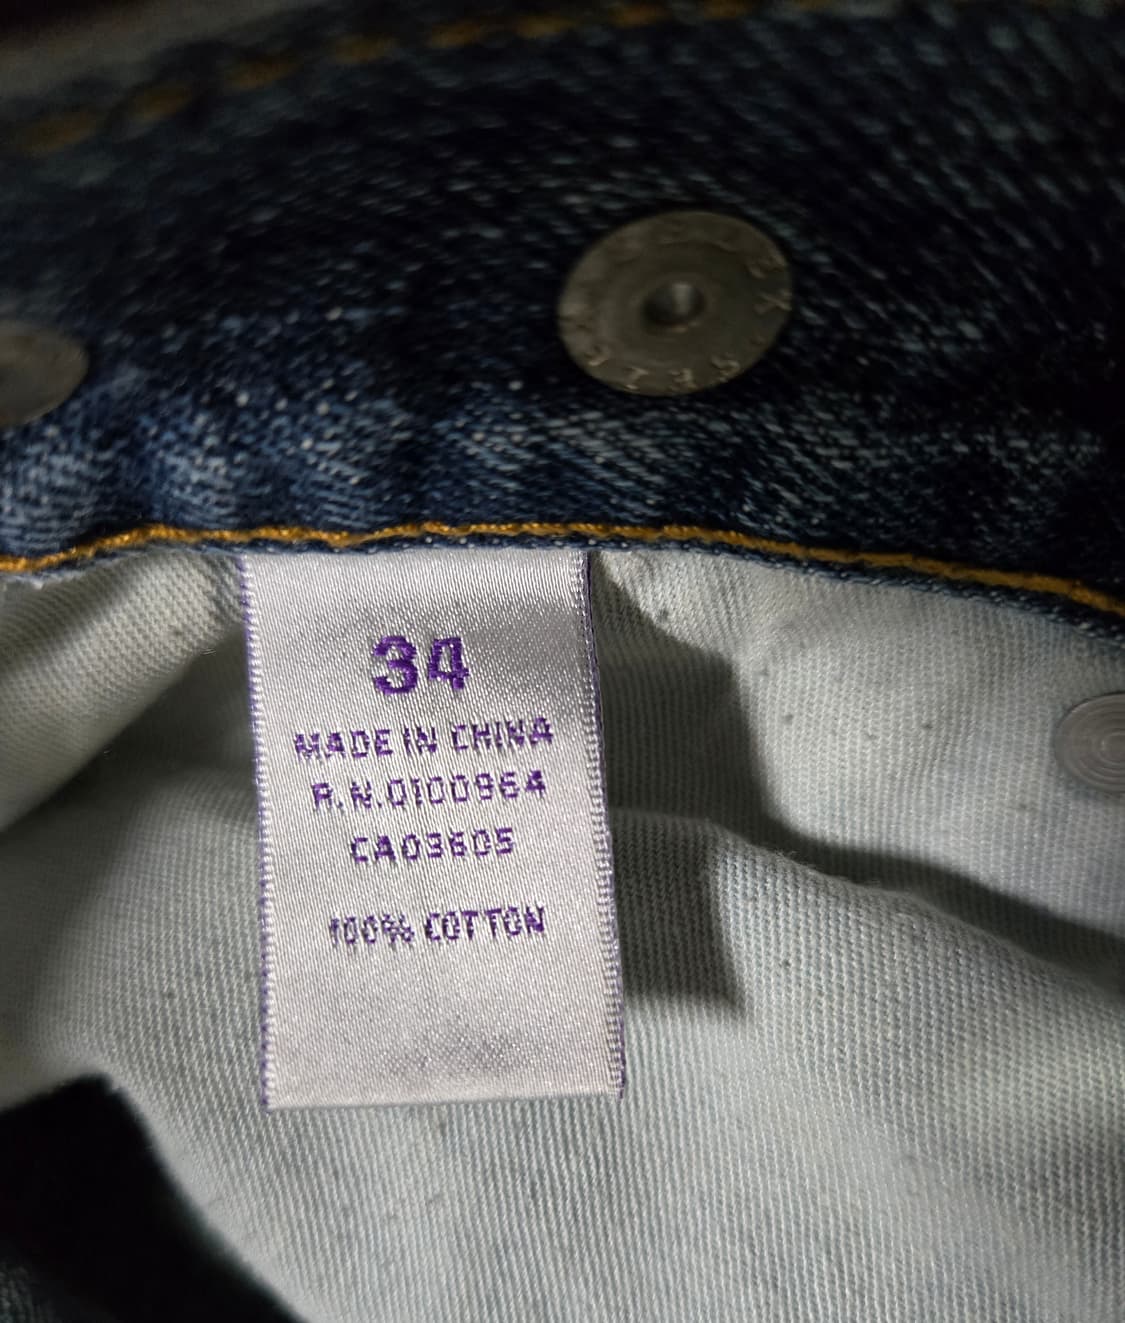 34
MADE IN CHINA
R.N.0100964
CA03605
100% COTTON